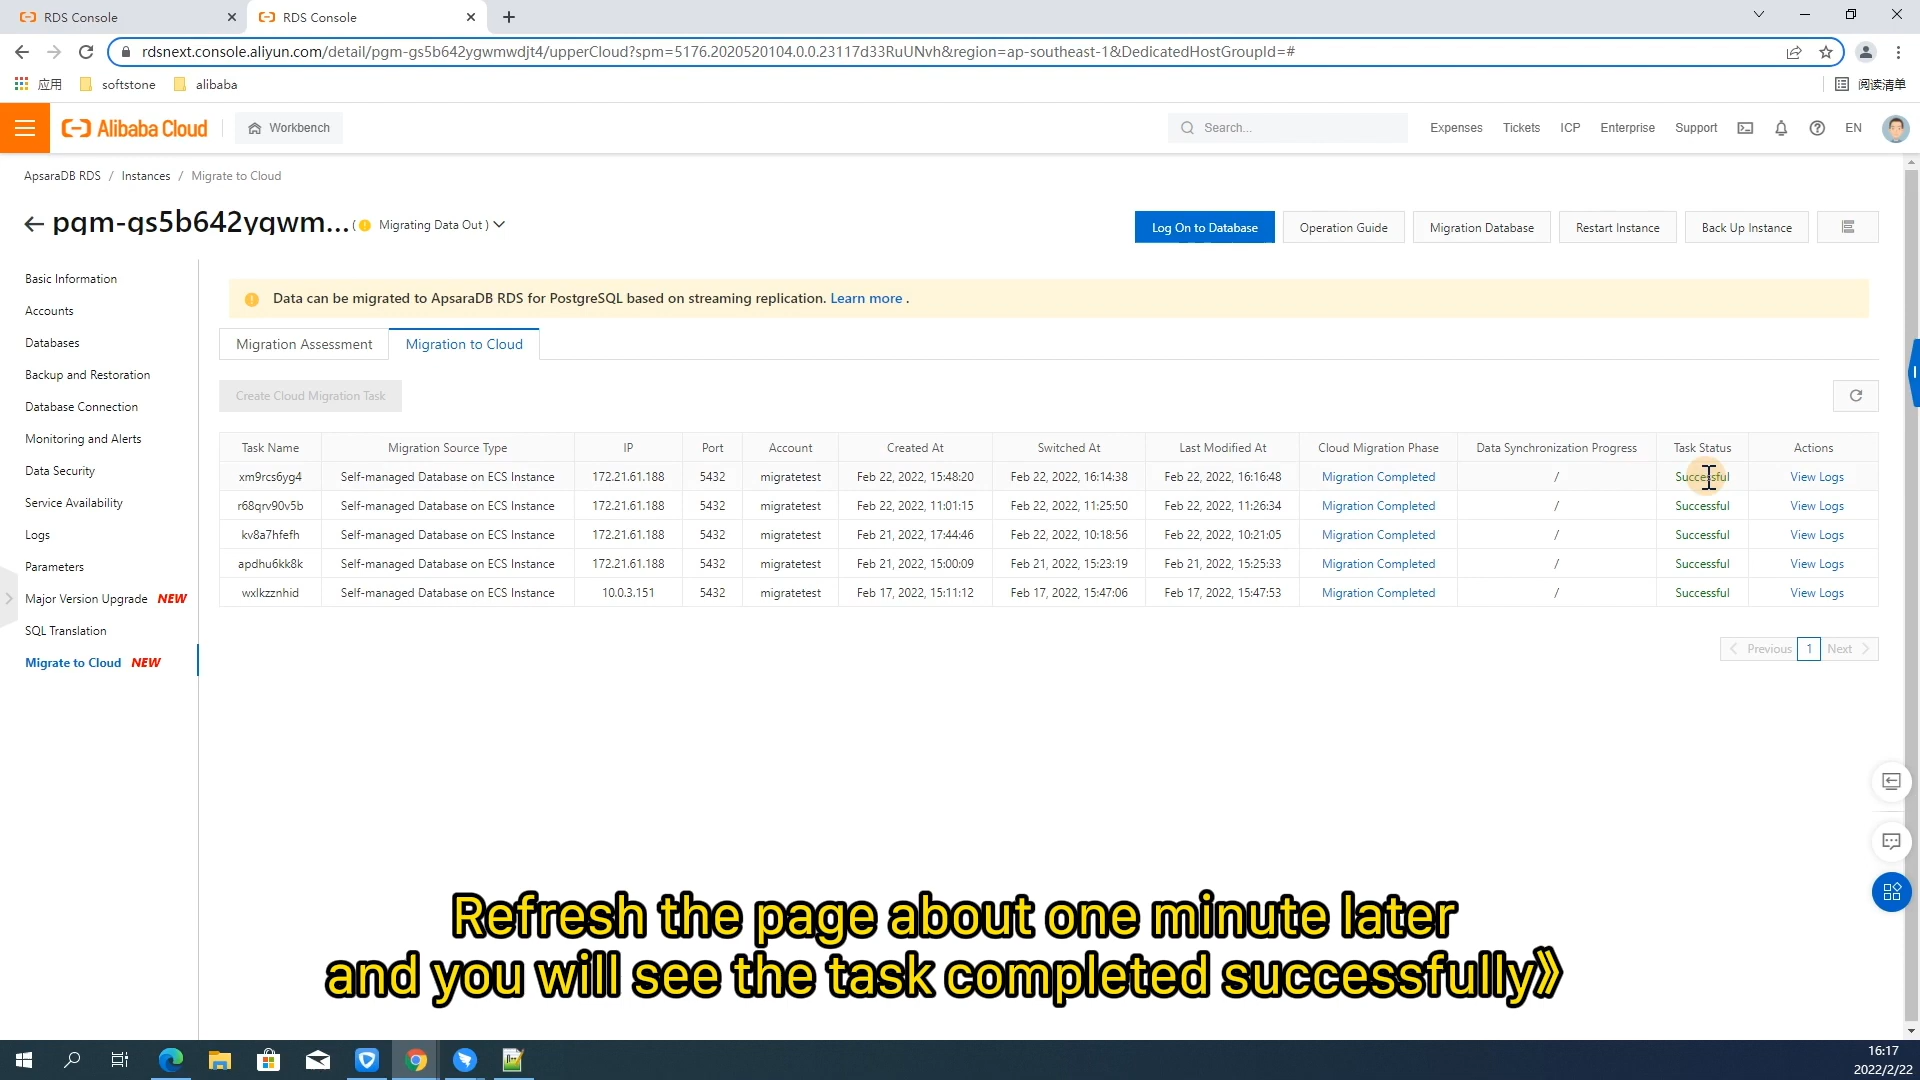 RDS Console
RDS Console
rdsnext.console.aliyun.com/detail/pgm-gs5b642ygwmwdjt4/upperCloud?spm=5176.2020520104.0.0.23117d33RuUNvh&region=ap-southeast-1&DedicatedHostGroupId=#
应用 softstone alibaba 阅读清单
Alibaba Cloud Workbench Search... Expenses Tickets ICP Enterprise Support EN
ApsaraDB RDS / Instances / Migrate to Cloud
pgm-gs5b642ygwm... ( Migrating Data Out )
Log On to Database Operation Guide Migration Database Restart Instance Back Up Instance
Basic Information
Accounts
Databases
Backup and Restoration
Database Connection
Monitoring and Alerts
Data Security
Service Availability
Logs
Parameters
Major Version Upgrade NEW
SQL Translation
Migrate to Cloud NEW
Data can be migrated to ApsaraDB RDS for PostgreSQL based on streaming replication. Learn more .
Migration Assessment Migration to Cloud
Create Cloud Migration Task
Task Name Migration Source Type IP Port Account Created At Switched At Last Modified At Cloud Migration Phase Data Synchronization Progress Task Status Actions
xm9rcs6yg4 Self-managed Database on ECS Instance 172.21.61.188 5432 migratetest Feb 22, 2022, 15:48:20 Feb 22, 2022, 16:14:38 Feb 22, 2022, 16:16:48 Migration Completed / Successful View Logs
r68qrv90v5b Self-managed Database on ECS Instance 172.21.61.188 5432 migratetest Feb 22, 2022, 11:01:15 Feb 22, 2022, 11:25:50 Feb 22, 2022, 11:26:34 Migration Completed / Successful View Logs
kv8a7hfefh Self-managed Database on ECS Instance 172.21.61.188 5432 migratetest Feb 21, 2022, 17:44:46 Feb 22, 2022, 10:18:56 Feb 22, 2022, 10:21:05 Migration Completed / Successful View Logs
apdhu6kk8k Self-managed Database on ECS Instance 172.21.61.188 5432 migratetest Feb 21, 2022, 15:00:09 Feb 21, 2022, 15:23:19 Feb 21, 2022, 15:25:33 Migration Completed / Successful View Logs
wxlkzznhid Self-managed Database on ECS Instance 10.0.3.151 5432 migratetest Feb 17, 2022, 15:11:12 Feb 17, 2022, 15:47:06 Feb 17, 2022, 15:47:53 Migration Completed / Successful View Logs
Previous 1 Next
Refresh the page about one minute later
and you will see the task completed successfully》
16:17
2022/2/22